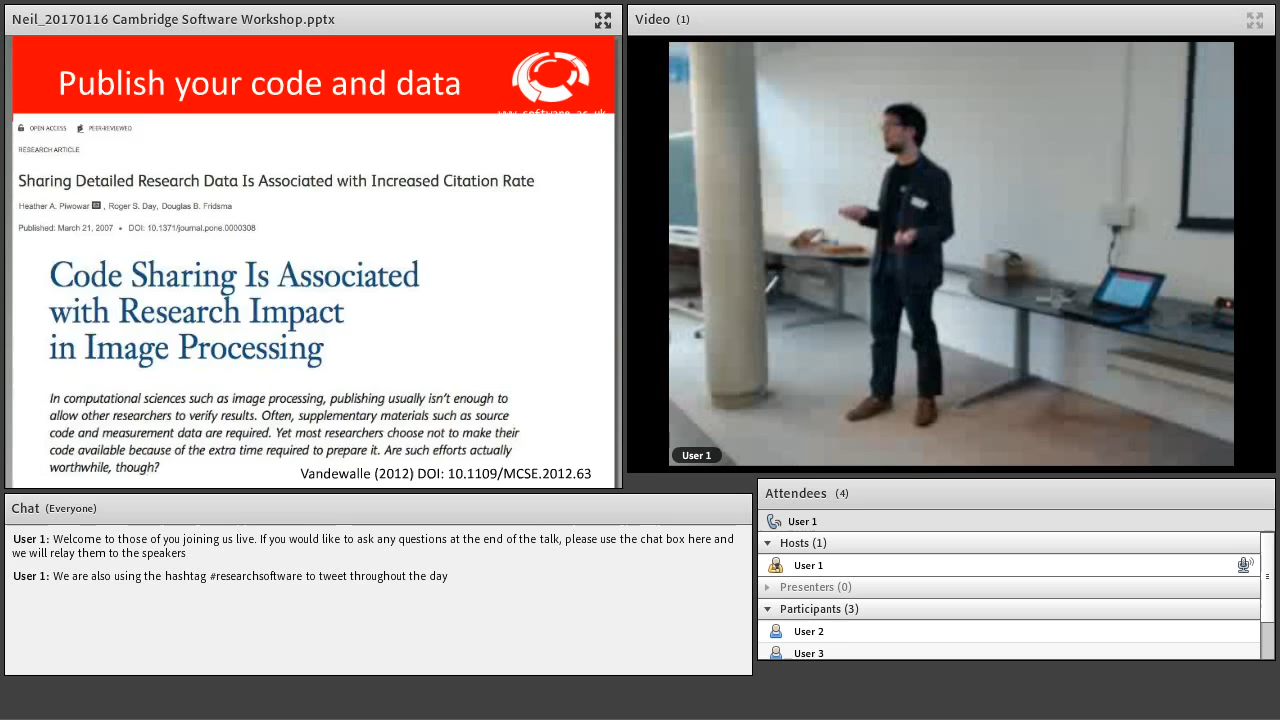 Neil_20170116 Cambridge Software Workshop.pptx
Publish your code and data
www.software.ac.uk
OPEN ACCESS PEER-REVIEWED
RESEARCH ARTICLE
Sharing Detailed Research Data Is Associated with Increased Citation Rate
Heather A. Piwowar , Roger S. Day, Douglas B. Fridsma
Published: March 21, 2007 • DOI: 10.1371/journal.pone.0000308
Code Sharing Is Associated
with Research Impact
in Image Processing
In computational sciences such as image processing, publishing usually isn't enough to
allow other researchers to verify results. Often, supplementary materials such as source
code and measurement data are required. Yet most researchers choose not to make their
code available because of the extra time required to prepare it. Are such efforts actually
worthwhile, though?
Vandewalle (2012) DOI: 10.1109/MCSE.2012.63
Video (1)
User 1
Chat (Everyone)
User 1: Welcome to those of you joining us live. If you would like to ask any questions at the end of the talk, please use the chat box here and
we will relay them to the speakers
User 1: We are also using the hashtag #researchsoftware to tweet throughout the day
Attendees (4)
User 1
Hosts (1)
User 1
Presenters (0)
Participants (3)
User 2
User 3